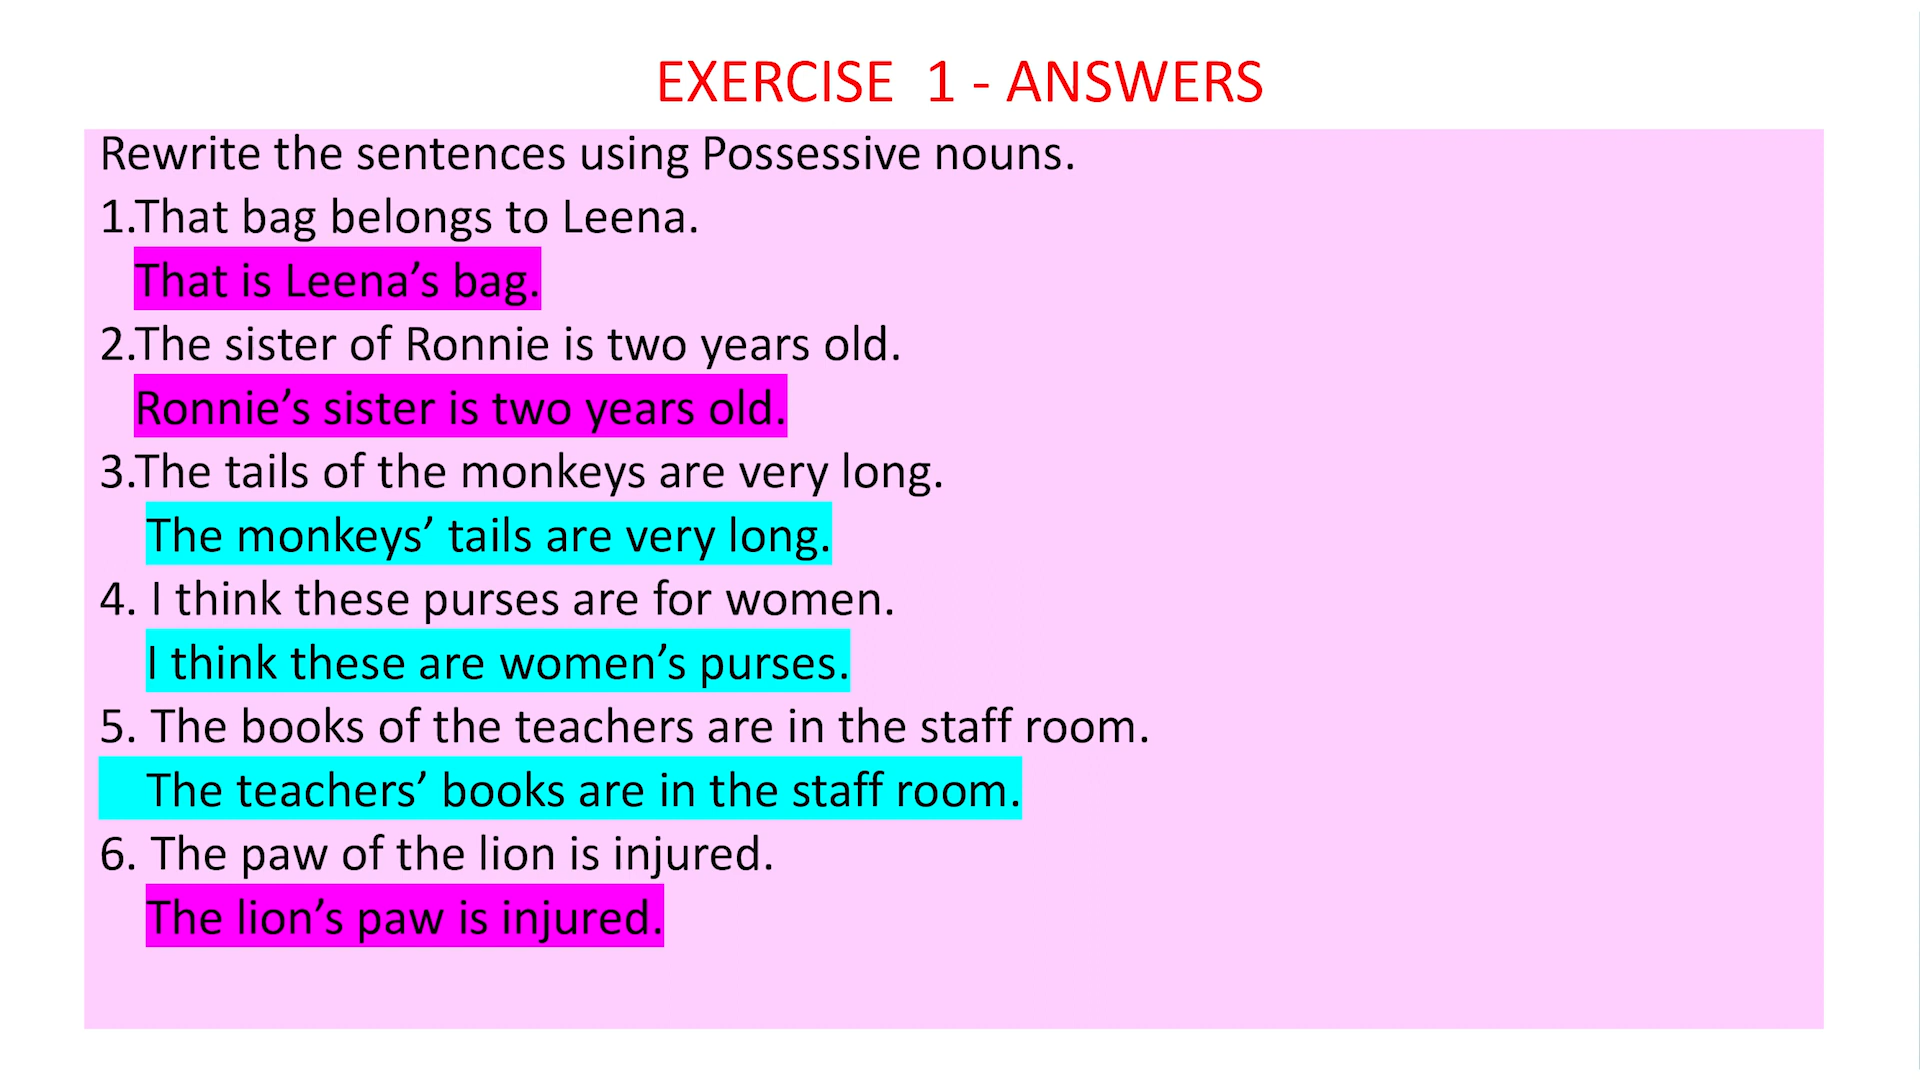 EXERCISE  1 - ANSWERS
Rewrite the sentences using Possessive nouns.
1.That bag belongs to Leena.
That is Leena’s bag.
2.The sister of Ronnie is two years old.
Ronnie’s sister is two years old.
3.The tails of the monkeys are very long.
The monkeys’ tails are very long.
4. I think these purses are for women.
I think these are women’s purses.
5. The books of the teachers are in the staff room.
The teachers’ books are in the staff room.
6. The paw of the lion is injured.
The lion’s paw is injured.